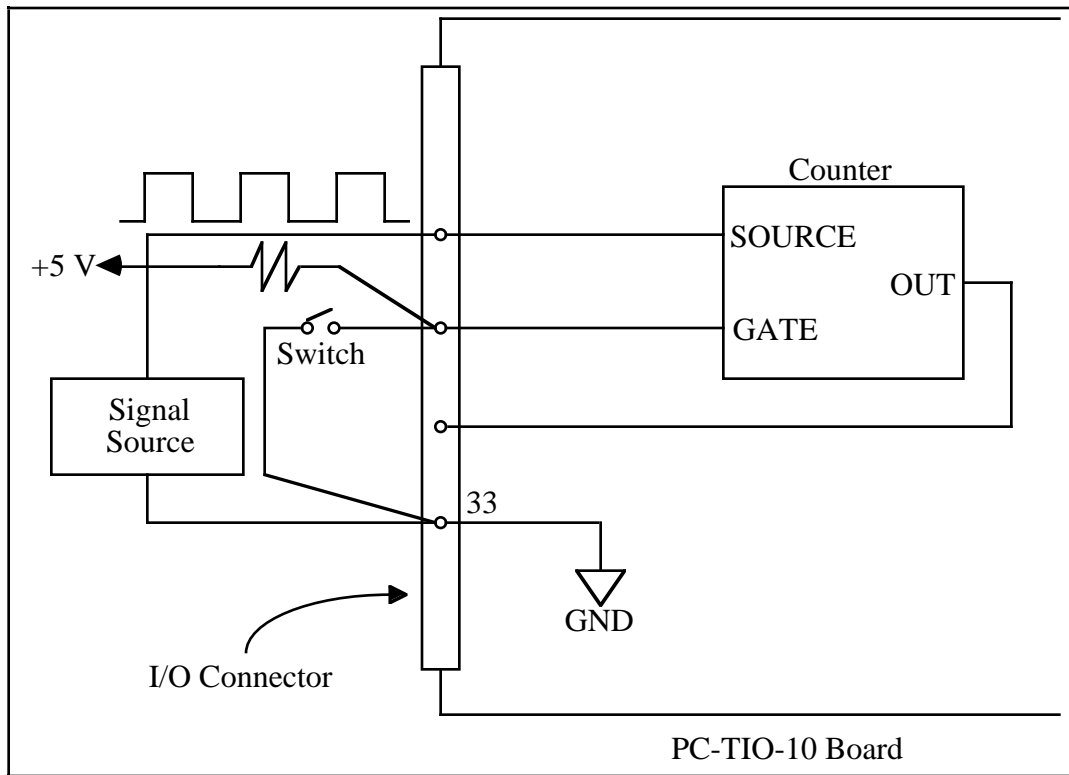 Counter
SOURCE
+5 V
OUT
GATE
Switch
Signal
Source
33
GND
I/O Connector
PC-TIO-10 Board